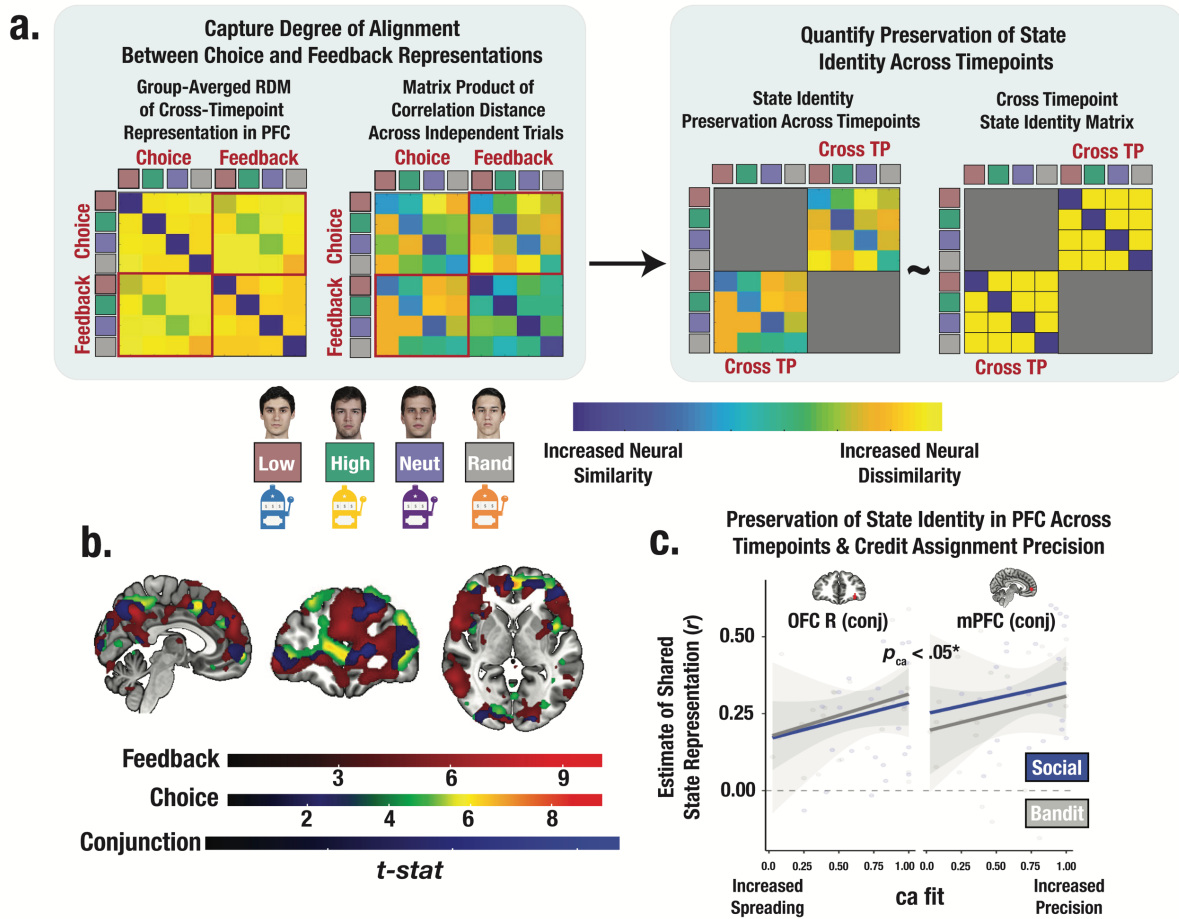 a.
Capture Degree of Alignment
Between Choice and Feedback Representations
Group-Averged RDM
of Cross-Timepoint
Representation in PFC
Matrix Product of
Correlation Distance
Across Independent Trials
Choice
Feedback
Choice
Feedback
Choice
Feedback
Choice
Feedback
Quantify Preservation of State
Identity Across Timepoints
State Identity
Preservation Across Timepoints
Cross Timepoint
State Identity Matrix
Cross TP
Cross TP
~
Cross TP
Cross TP
Low
High
Neut
Rand
Increased Neural
Similarity
Increased Neural
Dissimilarity
b.
Feedback
3
6
9
Choice
2
4
6
8
Conjunction
t-stat
c.
Preservation of State Identity in PFC Across
Timepoints & Credit Assignment Precision
OFC R (conj)
mPFC (conj)
pca < .05*
Estimate of Shared
State Representation (r)
0.50
0.25
0.00
Social
Bandit
0.0
0.25
0.50
0.75
1.00
0.0
0.25
0.50
0.75
1.00
Increased
Spreading
ca fit
Increased
Precision